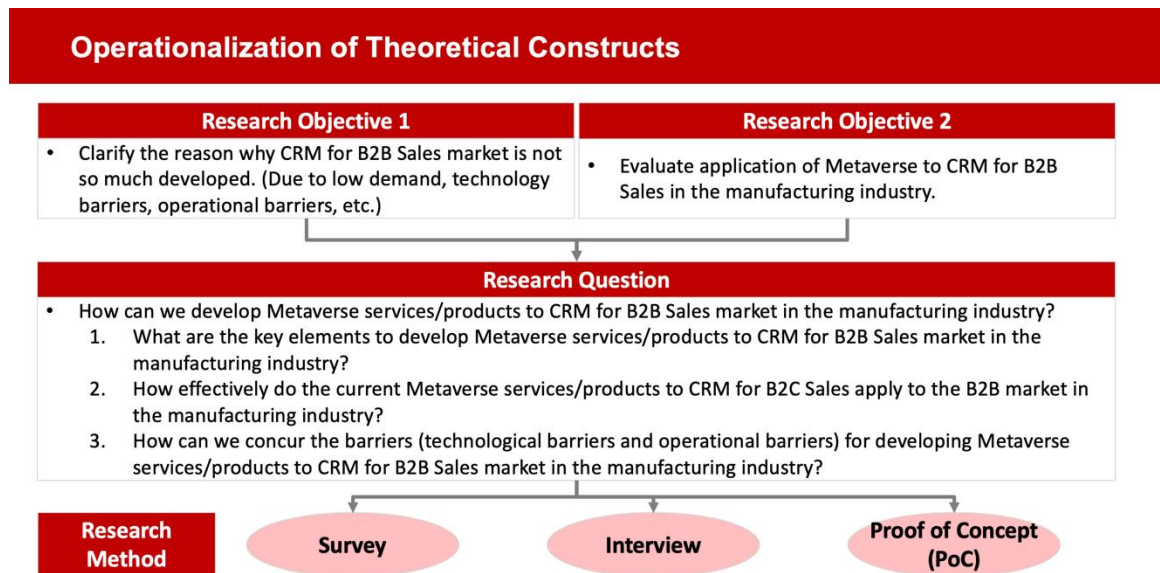 Operationalization of Theoretical Constructs
Research Objective 1
• Clarify the reason why CRM for B2B Sales market is not
so much developed. (Due to low demand, technology
barriers, operational barriers, etc.)
Research Objective 2
• Evaluate application of Metaverse to CRM for B2B
Sales in the manufacturing industry.
Research Question
• How can we develop Metaverse services/products to CRM for B2B Sales market in the manufacturing industry?
1. What are the key elements to develop Metaverse services/products to CRM for B2B Sales market in the
manufacturing industry?
2. How effectively do the current Metaverse services/products to CRM for B2C Sales apply to the B2B market in
the manufacturing industry?
3. How can we concur the barriers (technological barriers and operational barriers) for developing Metaverse
services/products to CRM for B2B Sales market in the manufacturing industry?
Research
Method
Survey
Interview
Proof of Concept
(PoC)